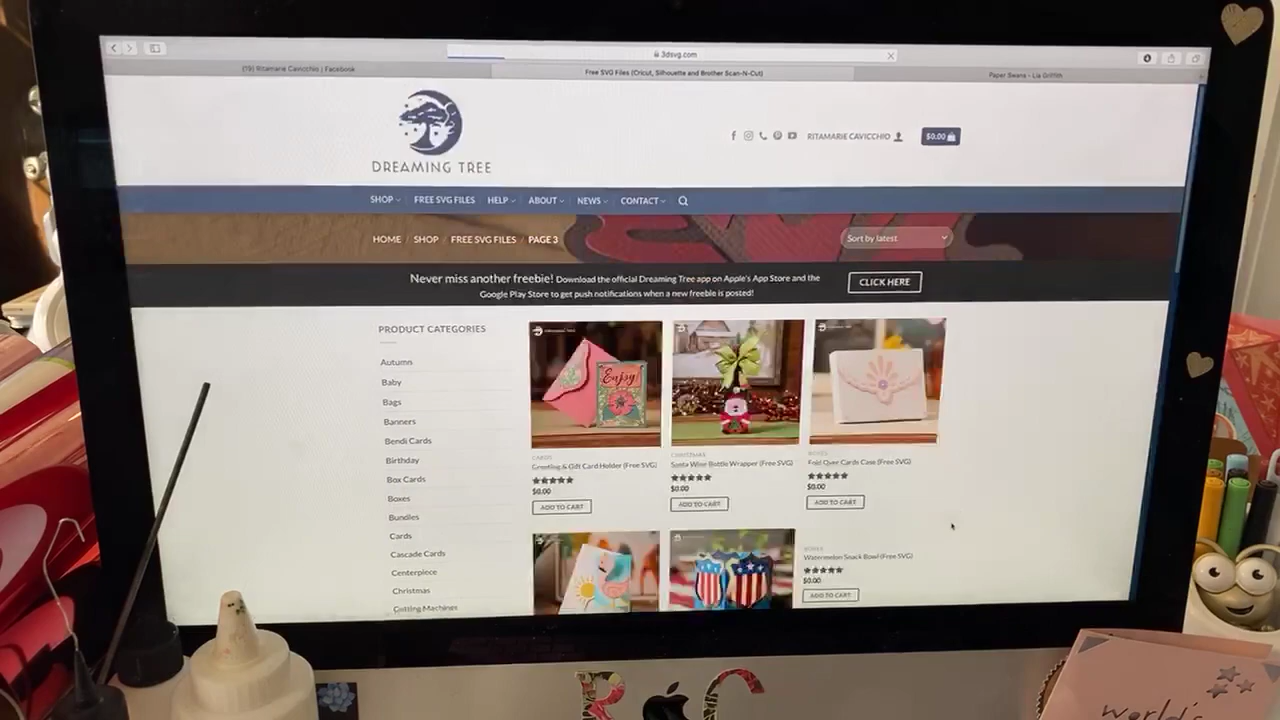 3dsvg.com
(19) Ritamarie Cavicchio | Facebook
Free SVG Files (Cricut, Silhouette and Brother Scan-N-Cut)
Paper Swans - Lia Griffith
DREAMING TREE
RITAMARIE CAVICCHIO
$0.00
SHOP FREE SVG FILES HELP ABOUT NEWS CONTACT
HOME / SHOP / FREE SVG FILES / PAGE 3
Sort by latest
Never miss another freebie! Download the official Dreaming Tree app on Apple's App Store and the
Google Play Store to get push notifications when a new freebie is posted!
CLICK HERE
PRODUCT CATEGORIES
Autumn
Baby
Bags
Banners
Bendi Cards
Birthday
Box Cards
Boxes
Bundles
Cards
Cascade Cards
Centerpiece
Christmas
Cutting Machines
Enjoy
CARDS
Greeting & Gift Card Holder (Free SVG)
$0.00
ADD TO CART
CHRISTMAS
Santa Wine Bottle Wrapper (Free SVG)
$0.00
ADD TO CART
BOXES
Fold Over Cards Case (Free SVG)
$0.00
ADD TO CART
BOXES
Watermelon Snack Bowl (Free SVG)
$0.00
ADD TO CART
R C
world's